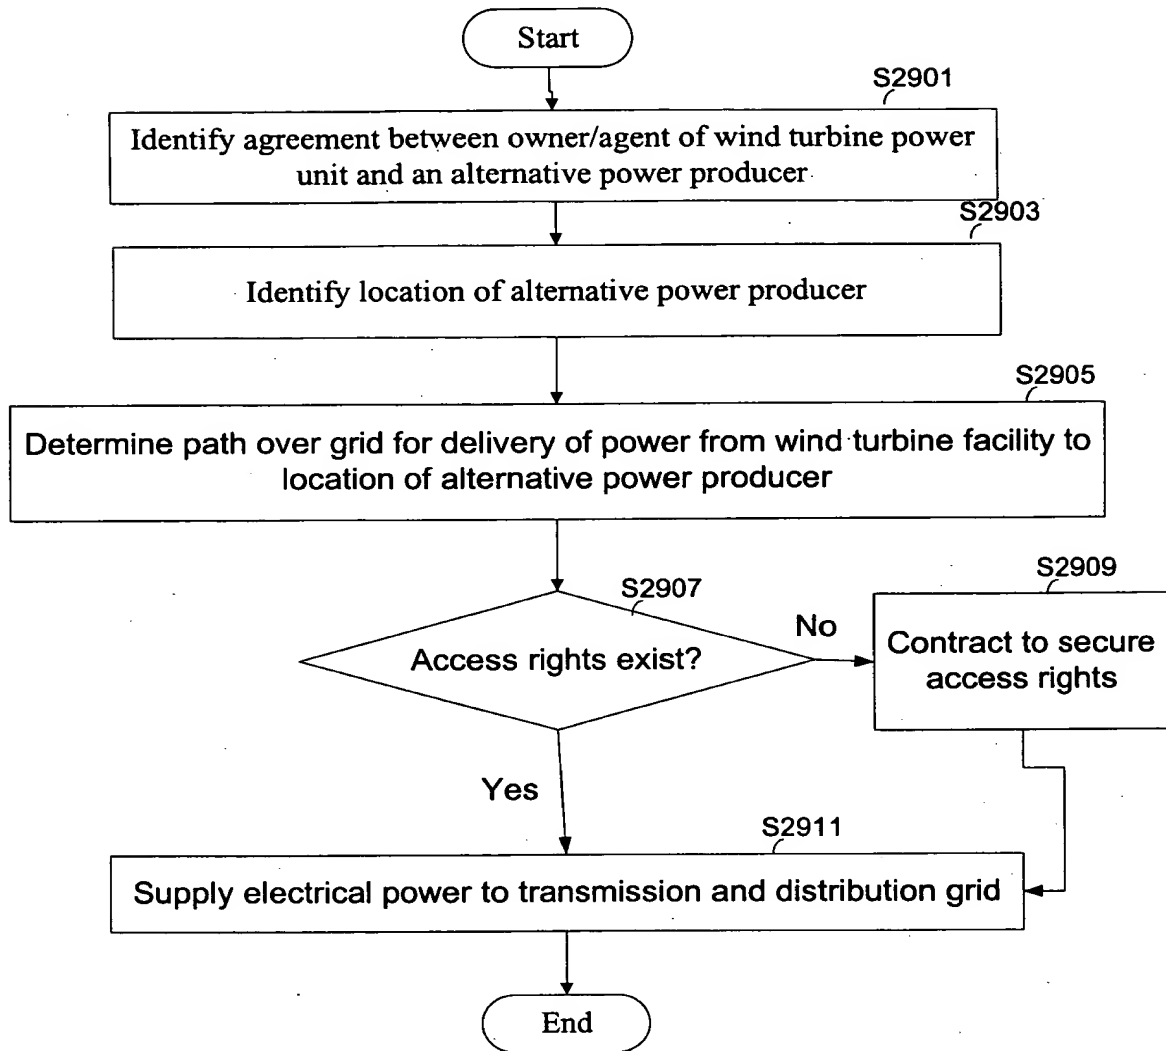 Start
S2901
Identify agreement between owner/agent of wind turbine power
unit and an alternative power producer
S2903
Identify location of alternative power producer
S2905
Determine path over grid for delivery of power from wind turbine facility to
location of alternative power producer
S2907
Access rights exist?
No
S2909
Contract to secure
access rights
Yes
S2911
Supply electrical power to transmission and distribution grid
End